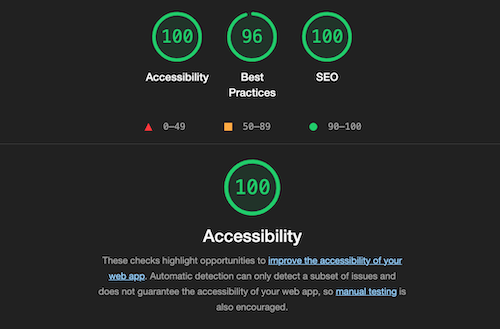 100 96 100
Accessibility Best Practices SEO
0–49 50–89 90–100
100
Accessibility
These checks highlight opportunities to improve the accessibility of your
web app. Automatic detection can only detect a subset of issues and
does not guarantee the accessibility of your web app, so manual testing is
also encouraged.